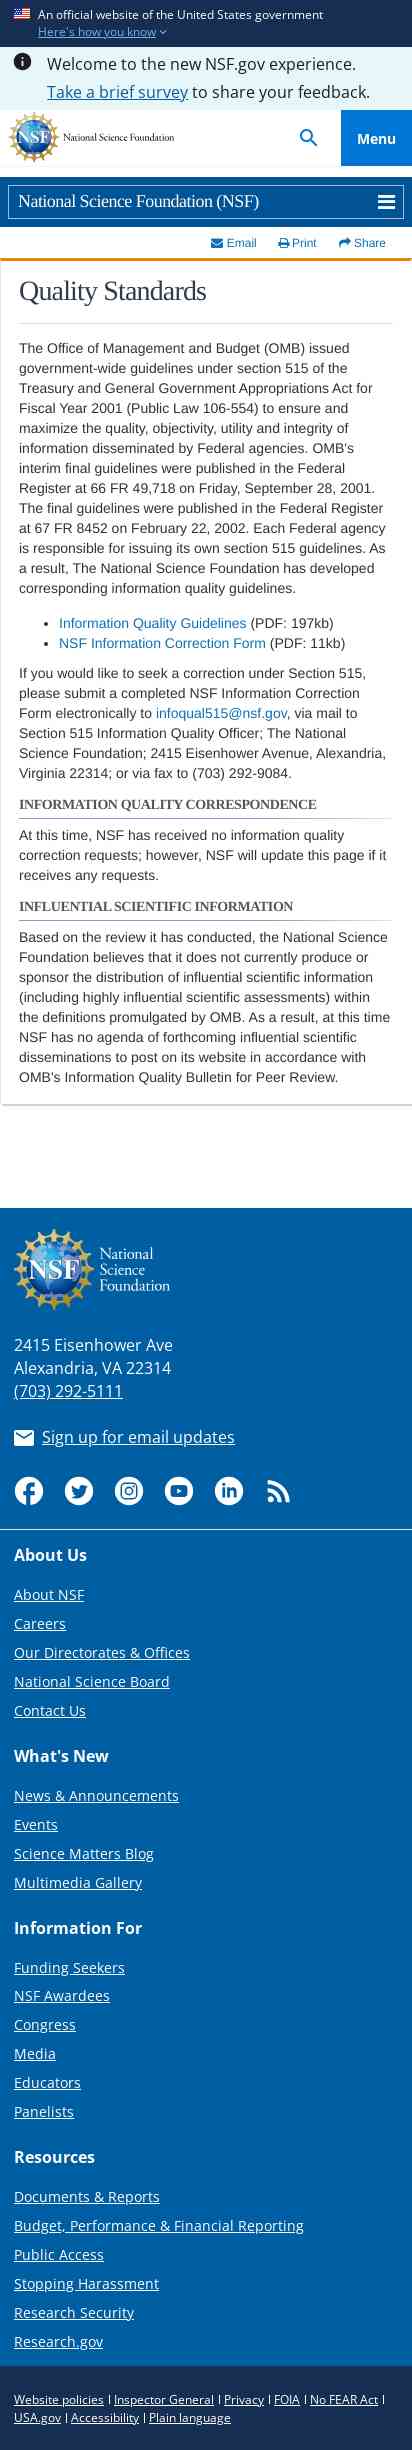 An official website of the United States government
Here's how you know
Welcome to the new NSF.gov experience.
Take a brief survey to share your feedback.
NSF
National Science Foundation
Menu
National Science Foundation (NSF)
Email Print Share
Quality Standards
The Office of Management and Budget (OMB) issued
government-wide guidelines under section 515 of the
Treasury and General Government Appropriations Act for
Fiscal Year 2001 (Public Law 106-554) to ensure and
maximize the quality, objectivity, utility and integrity of
information disseminated by Federal agencies. OMB's
interim final guidelines were published in the Federal
Register at 66 FR 49,718 on Friday, September 28, 2001.
The final guidelines were published in the Federal Register
at 67 FR 8452 on February 22, 2002. Each Federal agency
is responsible for issuing its own section 515 guidelines. As
a result, The National Science Foundation has developed
corresponding information quality guidelines.
• Information Quality Guidelines (PDF: 197kb)
• NSF Information Correction Form (PDF: 11kb)
If you would like to seek a correction under Section 515,
please submit a completed NSF Information Correction
Form electronically to infoqual515@nsf.gov, via mail to
Section 515 Information Quality Officer; The National
Science Foundation; 2415 Eisenhower Avenue, Alexandria,
Virginia 22314; or via fax to (703) 292-9084.
INFORMATION QUALITY CORRESPONDENCE
At this time, NSF has received no information quality
correction requests; however, NSF will update this page if it
receives any requests.
INFLUENTIAL SCIENTIFIC INFORMATION
Based on the review it has conducted, the National Science
Foundation believes that it does not currently produce or
sponsor the distribution of influential scientific information
(including highly influential scientific assessments) within
the definitions promulgated by OMB. As a result, at this time
NSF has no agenda of forthcoming influential scientific
disseminations to post on its website in accordance with
OMB's Information Quality Bulletin for Peer Review.
NSF
National
Science
Foundation
2415 Eisenhower Ave
Alexandria, VA 22314
(703) 292-5111
Sign up for email updates
About Us
About NSF
Careers
Our Directorates & Offices
National Science Board
Contact Us
What's New
News & Announcements
Events
Science Matters Blog
Multimedia Gallery
Information For
Funding Seekers
NSF Awardees
Congress
Media
Educators
Panelists
Resources
Documents & Reports
Budget, Performance & Financial Reporting
Public Access
Stopping Harassment
Research Security
Research.gov
Website policies | Inspector General | Privacy | FOIA | No FEAR Act |
USA.gov | Accessibility | Plain language